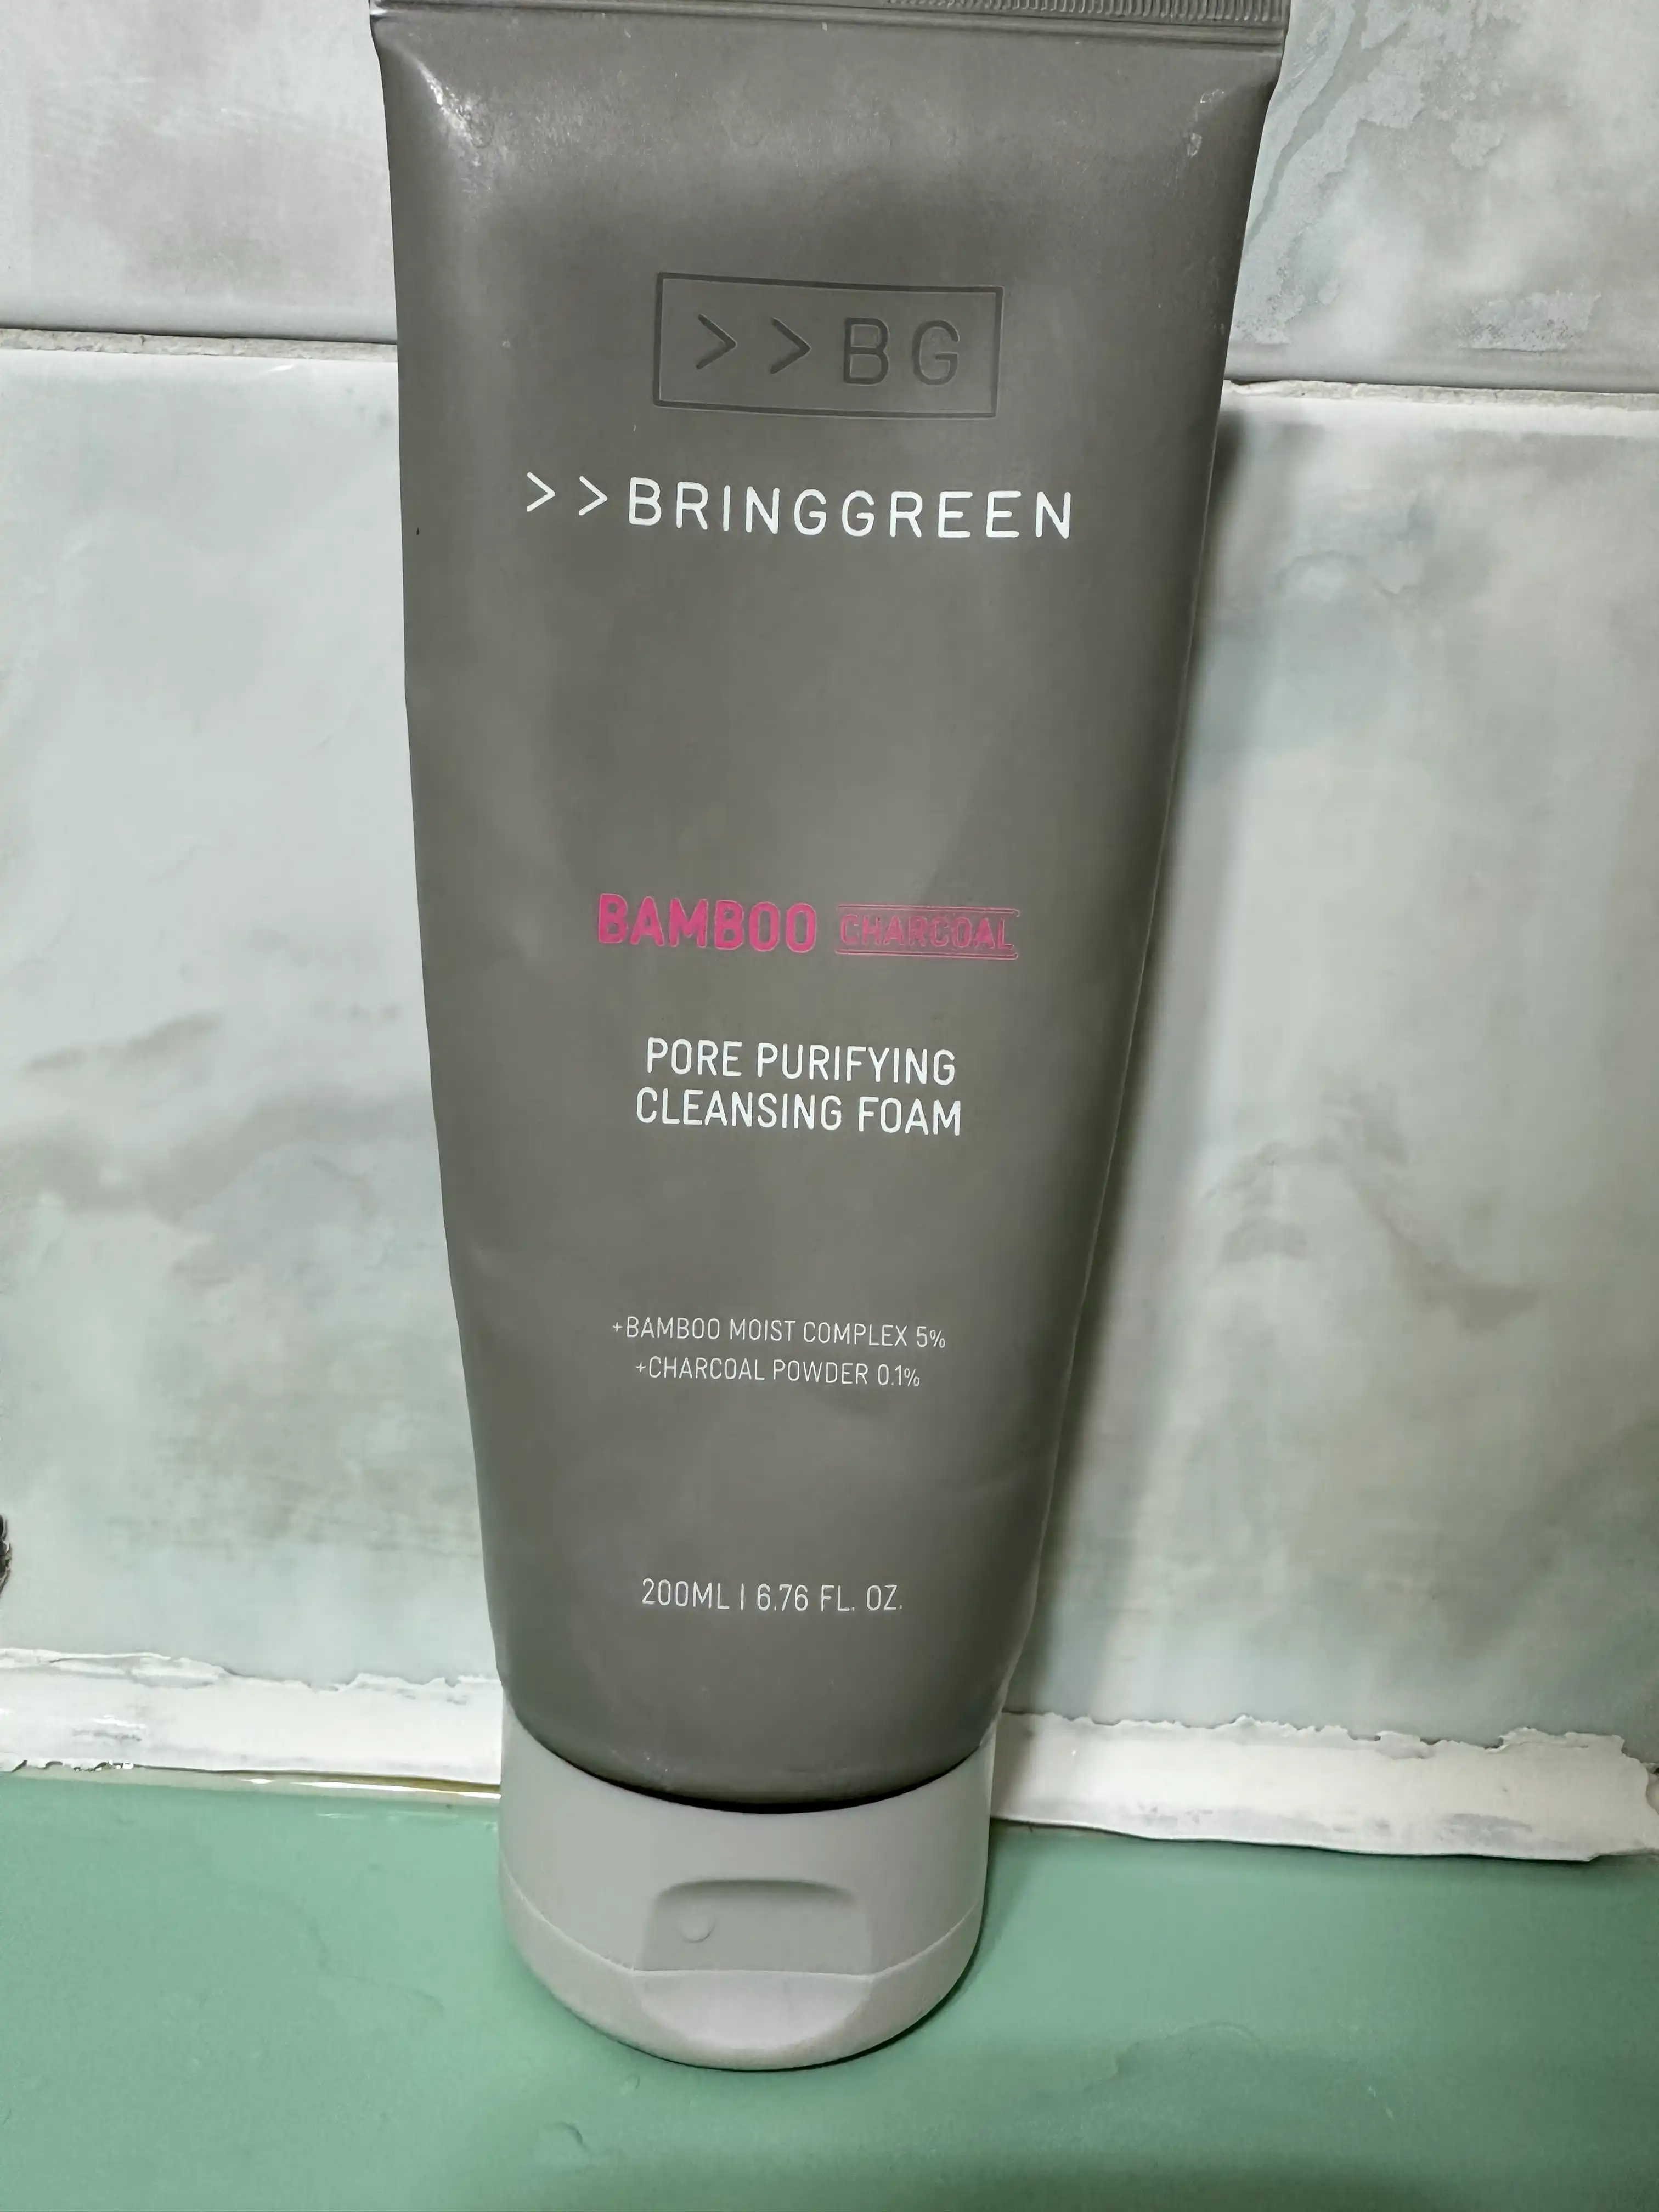 >>BG
>>BRINGGREEN
BAMBOO CHARCOAL
PORE PURIFYING
CLEANSING FOAM
+BAMBOO MOIST COMPLEX 5%
+CHARCOAL POWDER 0.1%
200ML | 6.76 FL. OZ.